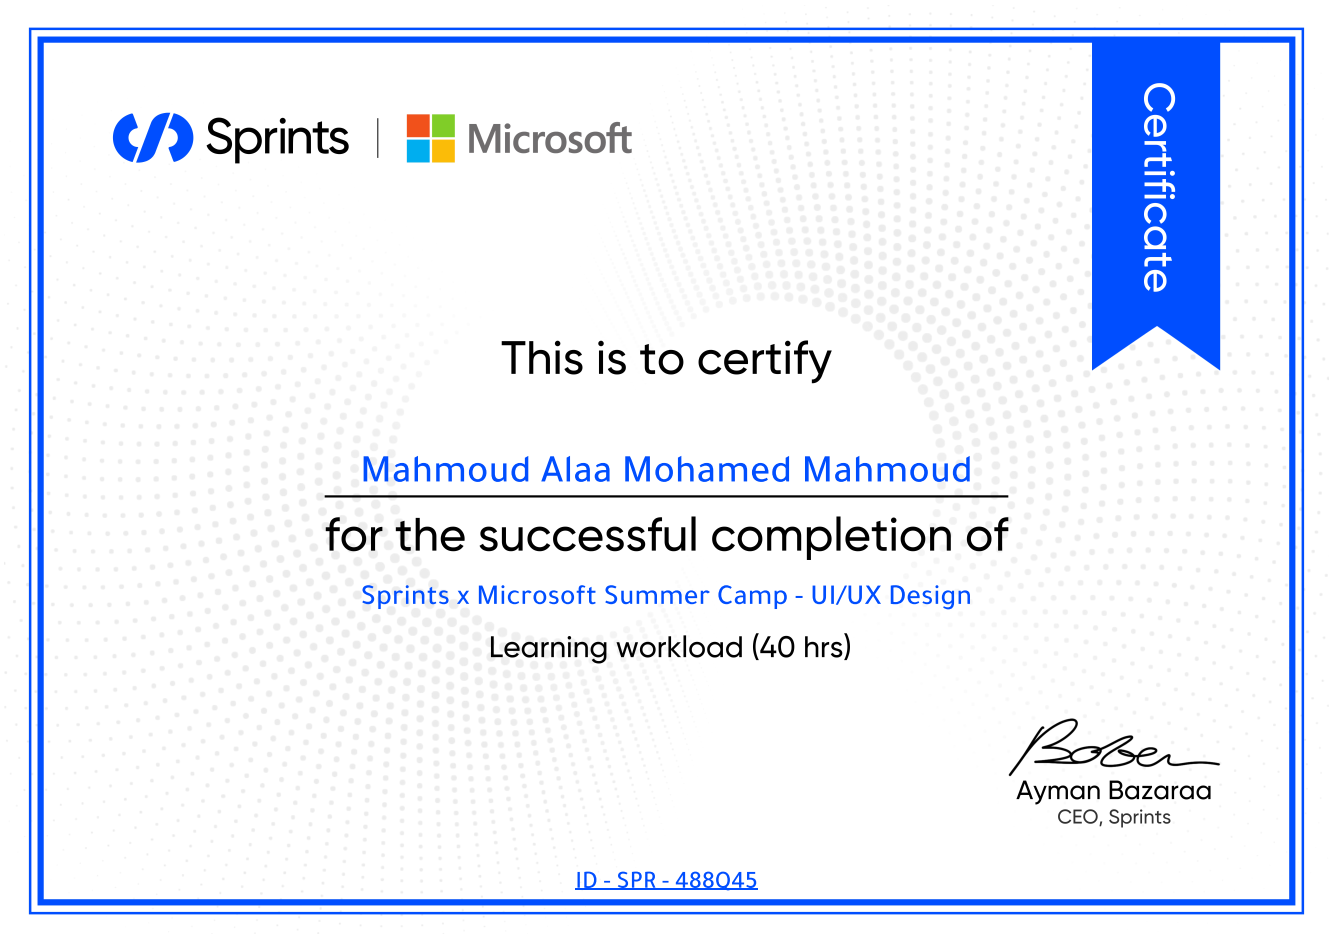 Sprints | Microsoft
Certificate
This is to certify
Mahmoud Alaa Mohamed Mahmoud
for the successful completion of
Sprints x Microsoft Summer Camp - UI/UX Design
Learning workload (40 hrs)
Ayman Bazaraa
CEO, Sprints
ID - SPR - 488Q45